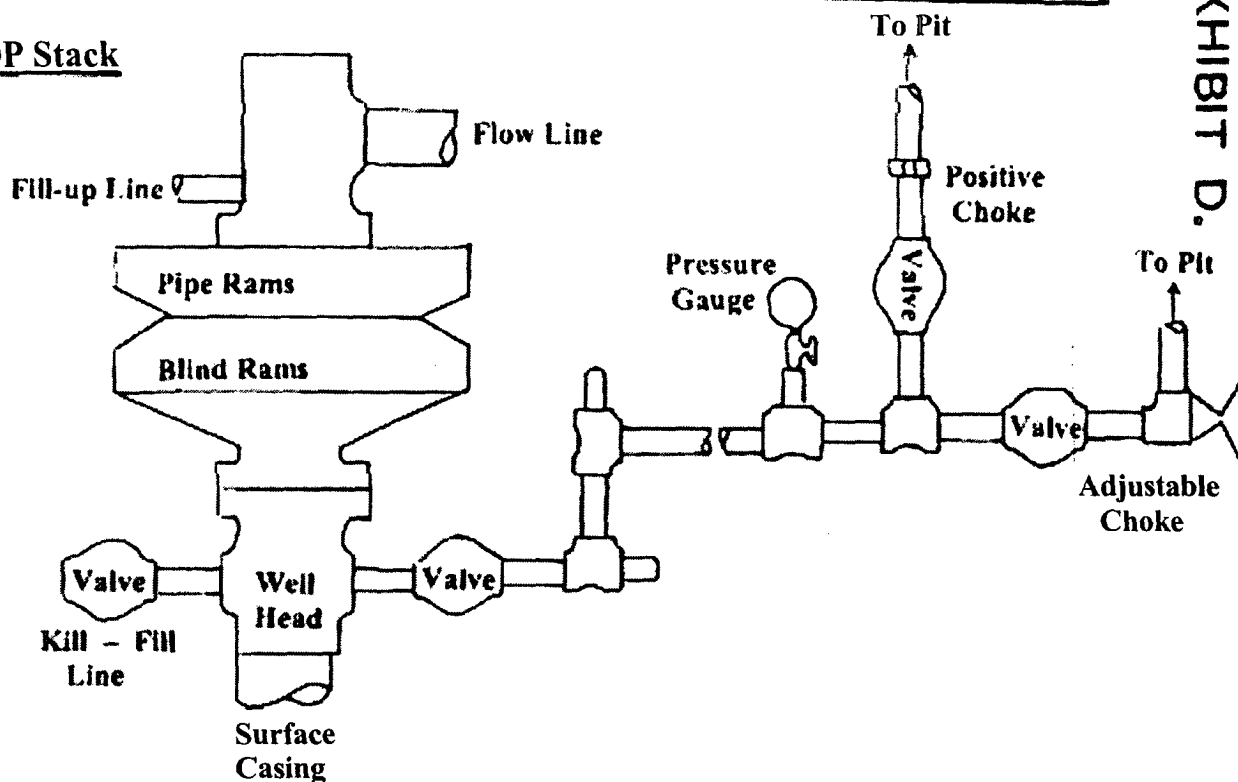 Stack
To Pit
EXHIBIT D.
Flow Line
Fill-up Line
Positive
Choke
Pipe Rams
Pressure
Gauge
Valve
To Pit
Blind Rams
Valve
Adjustable
Choke
Valve
Well
Head
Valve
Kill – Fill
Line
Surface
Casing